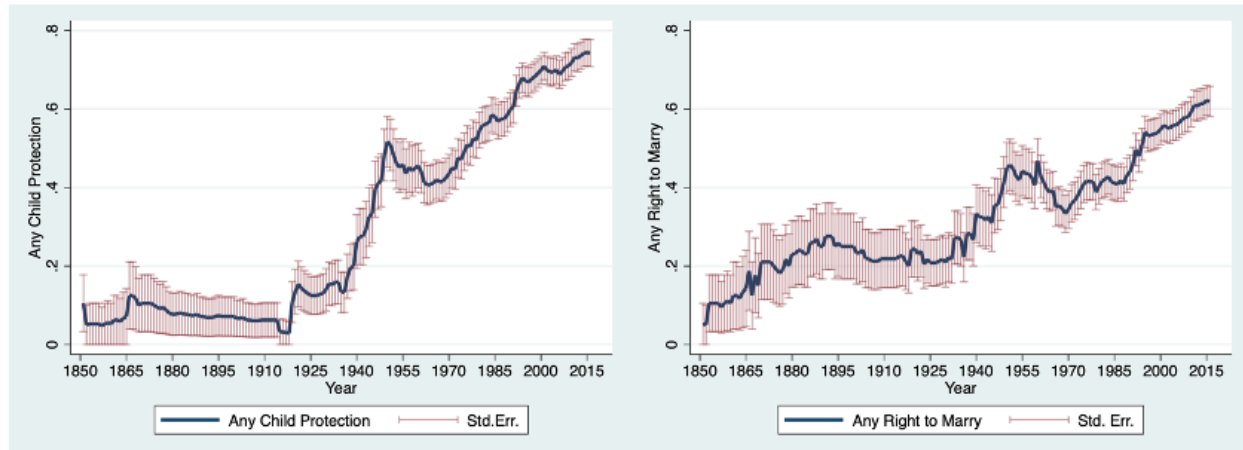 Any Child Protection
.8
.6
.4
.2
0
1850 1865 1880 1895 1910 1925 1940 1955 1970 1985 2000 2015
Year
Any Child Protection Std.Err.
Any Right to Marry
.8
.6
.4
.2
0
1850 1865 1880 1895 1910 1925 1940 1955 1970 1985 2000 2015
Year
Any Right to Marry Std. Err.